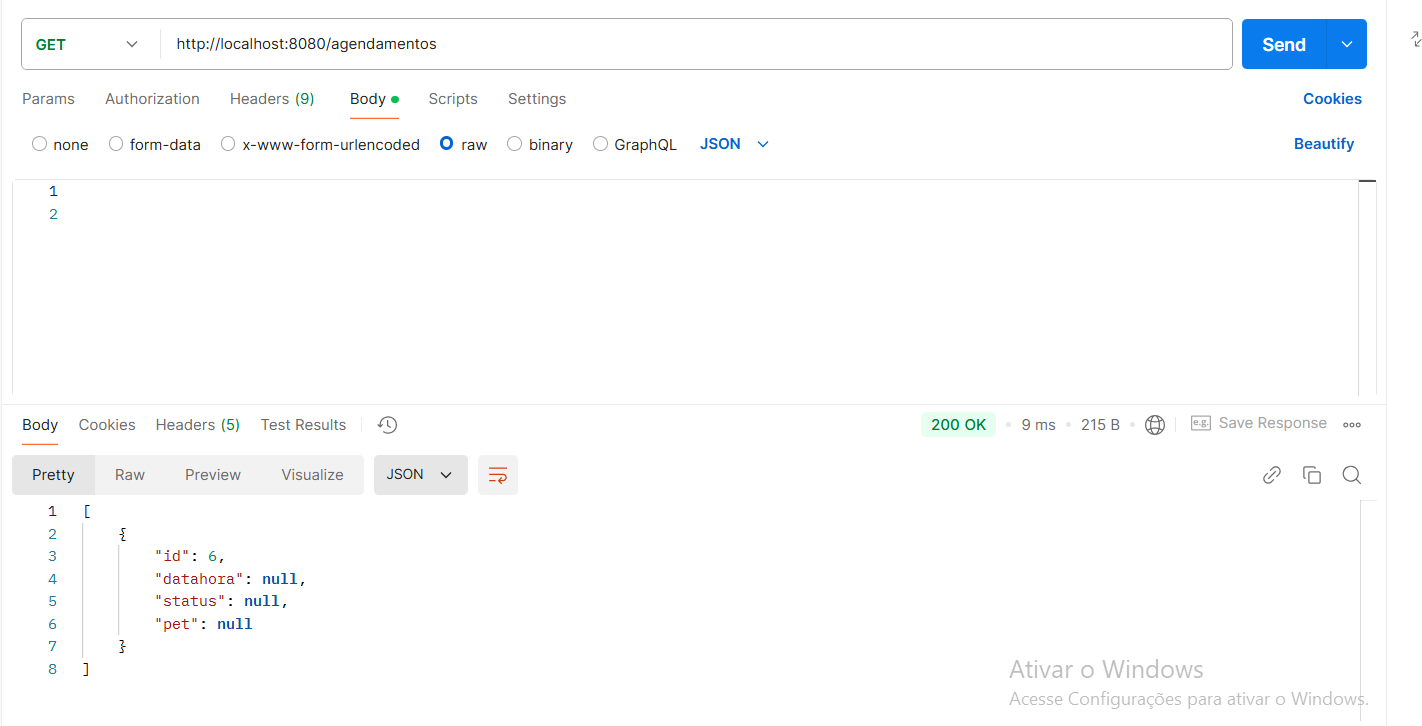 GET http://localhost:8080/agendamentos Send
Params Authorization Headers (9) Body Scripts Settings Cookies
none form-data x-www-form-urlencoded raw binary GraphQL JSON Beautify
1
2
Body Cookies Headers (5) Test Results 200 OK 9 ms 215 B e.g. Save Response
Pretty Raw Preview Visualize JSON
1 [
2 {
3 "id": 6,
4 "datahora": null,
5 "status": null,
6 "pet": null
7 }
8 ]
Ativar o Windows
Acesse Configurações para ativar o Windows.